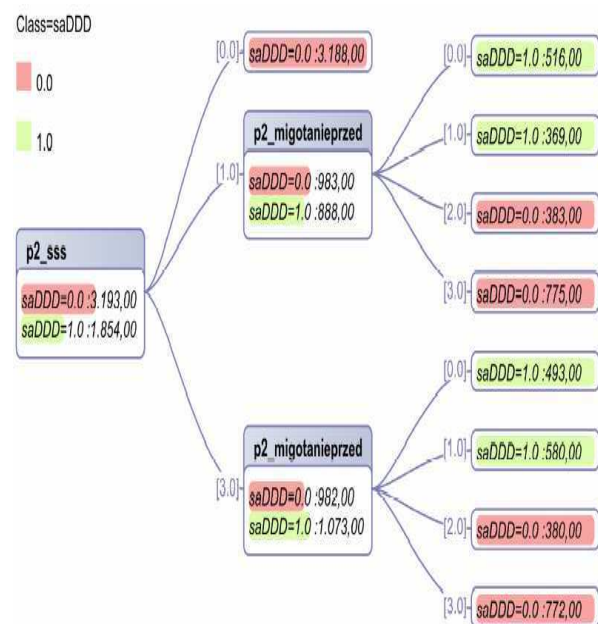 Class=saDDD
0.0
1.0
p2_sss
saDDD=0.0 :3.193,00
saDDD=1.0 :1.854,00
[0.0]
saDDD=0.0 :3.188,00
[1.0]
p2_migotanieprzed
saDDD=0.0 :983,00
saDDD=1.0 :888,00
[0.0]
saDDD=1.0 :516,00
[1.0]
saDDD=1.0 :369,00
[2.0]
saDDD=0.0 :383,00
[3.0]
saDDD=0.0 :775,00
[3.0]
p2_migotanieprzed
saDDD=0.0 :982,00
saDDD=1.0 :1.073,00
[0.0]
saDDD=1.0 :493,00
[1.0]
saDDD=1.0 :580,00
[2.0]
saDDD=0.0 :380,00
[3.0]
saDDD=0.0 :772,00